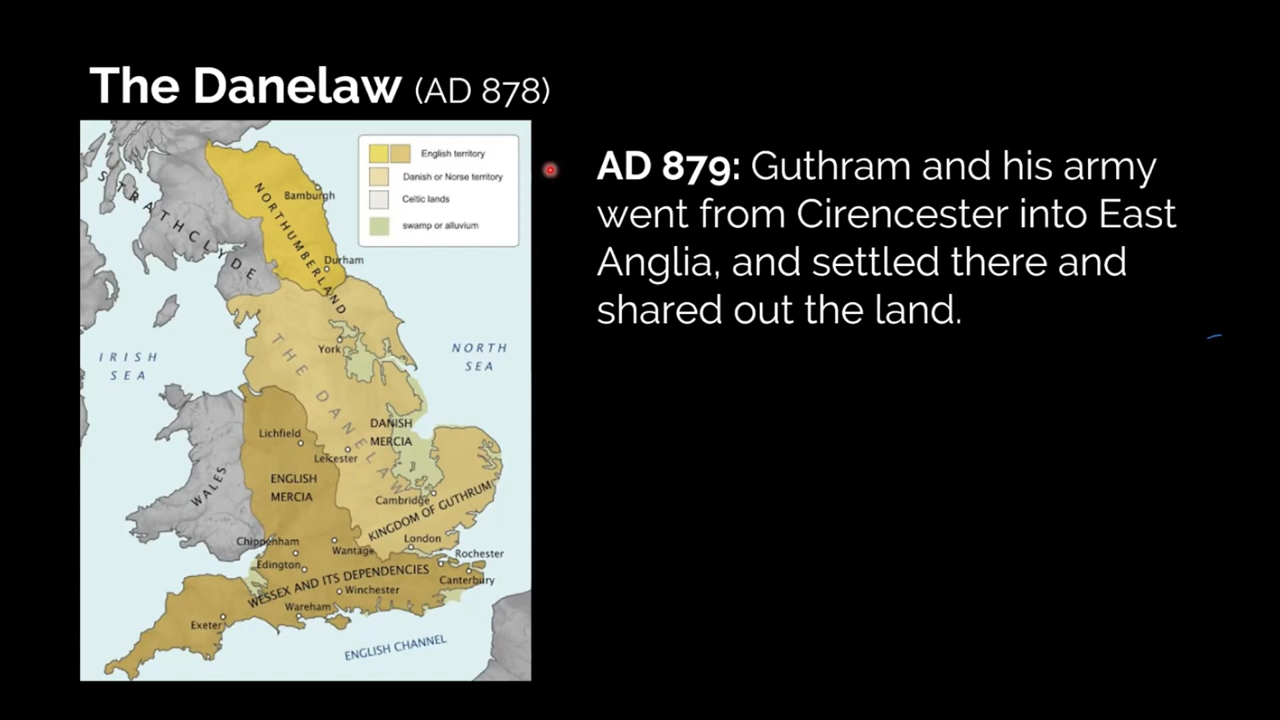 The Danelaw (AD 878)
AD 879: Guthram and his army
went from Cirencester into East
Anglia, and settled there and
shared out the land.
English territory
Danish or Norse territory
Celtic lands
swamp or alluvium
STRATHCLYDE
NORTHUMBERLAND
Bamburgh
Durham
York
IRISH
SEA
NORTH
SEA
THE DANELAW
DANISH
MERCIA
Lichfield
Leicester
ENGLISH
MERCIA
WALES
Cambridge
KINGDOM OF GUTHRUM
Chippenham
Wantage
London
Rochester
Edington
WESSEX AND ITS DEPENDENCIES
Canterbury
Winchester
Wareham
Exeter
ENGLISH CHANNEL